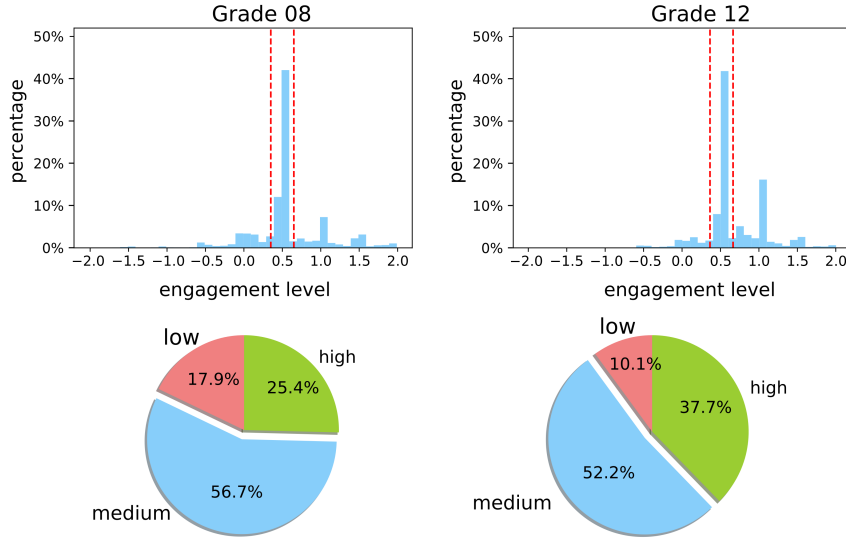 Grade 08
50%
40%
30%
20%
10%
0%
percentage
−2.0 −1.5 −1.0 −0.5 0.0 0.5 1.0 1.5 2.0
engagement level
Grade 12
50%
40%
30%
20%
10%
0%
percentage
−2.0 −1.5 −1.0 −0.5 0.0 0.5 1.0 1.5 2.0
engagement level
low
high
17.9%
25.4%
56.7%
medium
low
high
10.1%
37.7%
52.2%
medium